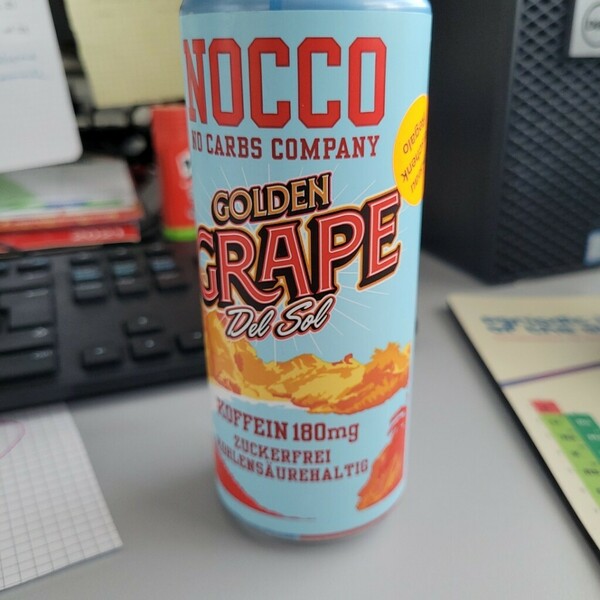 NOCCO
NO CARBS COMPANY
GOLDEN
GRAPE
Del Sol
KOFFEIN 180mg
ZUCKERFREI
KOHLENSÄUREHALTIG